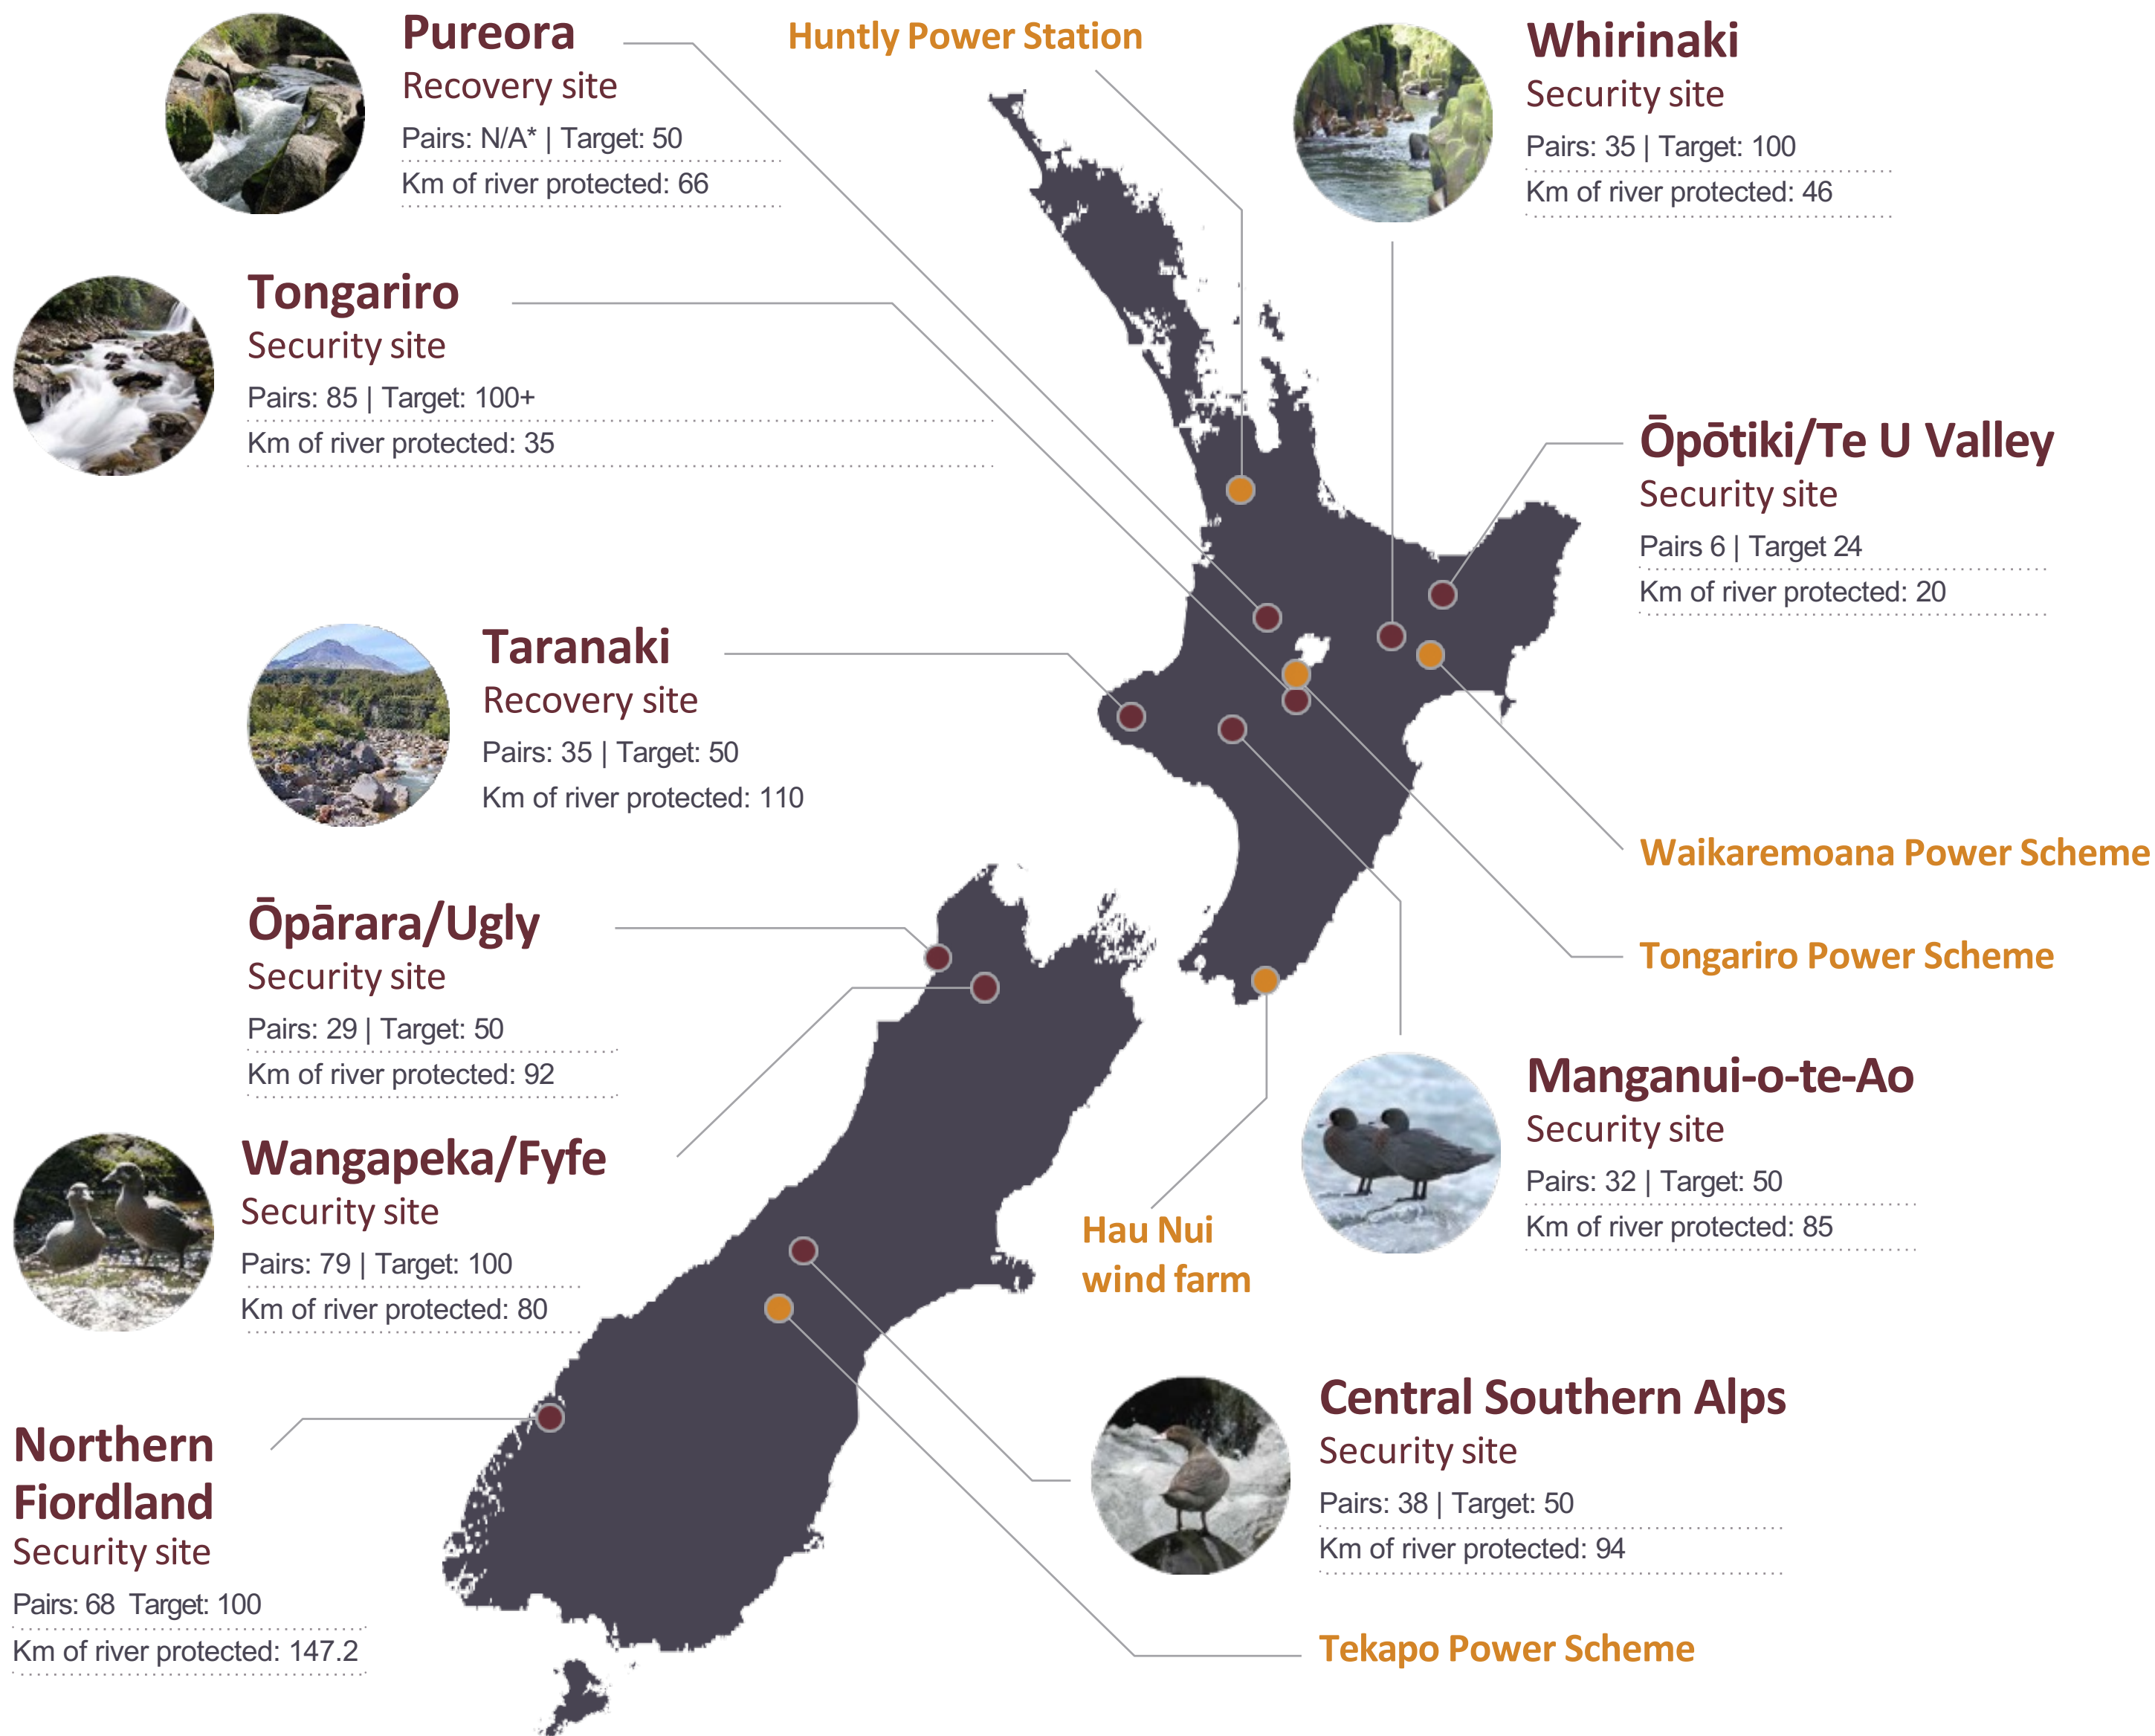 Pureora
Recovery site
Pairs: N/A* | Target: 50
Km of river protected: 66
Huntly Power Station
Whirinaki
Security site
Pairs: 35 | Target: 100
Km of river protected: 46
Tongariro
Security site
Pairs: 85 | Target: 100+
Km of river protected: 35
Ōpōtiki/Te U Valley
Security site
Pairs 6 | Target 24
Km of river protected: 20
Taranaki
Recovery site
Pairs: 35 | Target: 50
Km of river protected: 110
Waikaremoana Power Scheme
Tongariro Power Scheme
Ōpārara/Ugly
Security site
Pairs: 29 | Target: 50
Km of river protected: 92
Manganui-o-te-Ao
Security site
Pairs: 32 | Target: 50
Km of river protected: 85
Wangapeka/Fyfe
Security site
Pairs: 79 | Target: 100
Km of river protected: 80
Hau Nui
wind farm
Central Southern Alps
Security site
Pairs: 38 | Target: 50
Km of river protected: 94
Northern
Fiordland
Security site
Pairs: 68 Target: 100
Km of river protected: 147.2
Tekapo Power Scheme